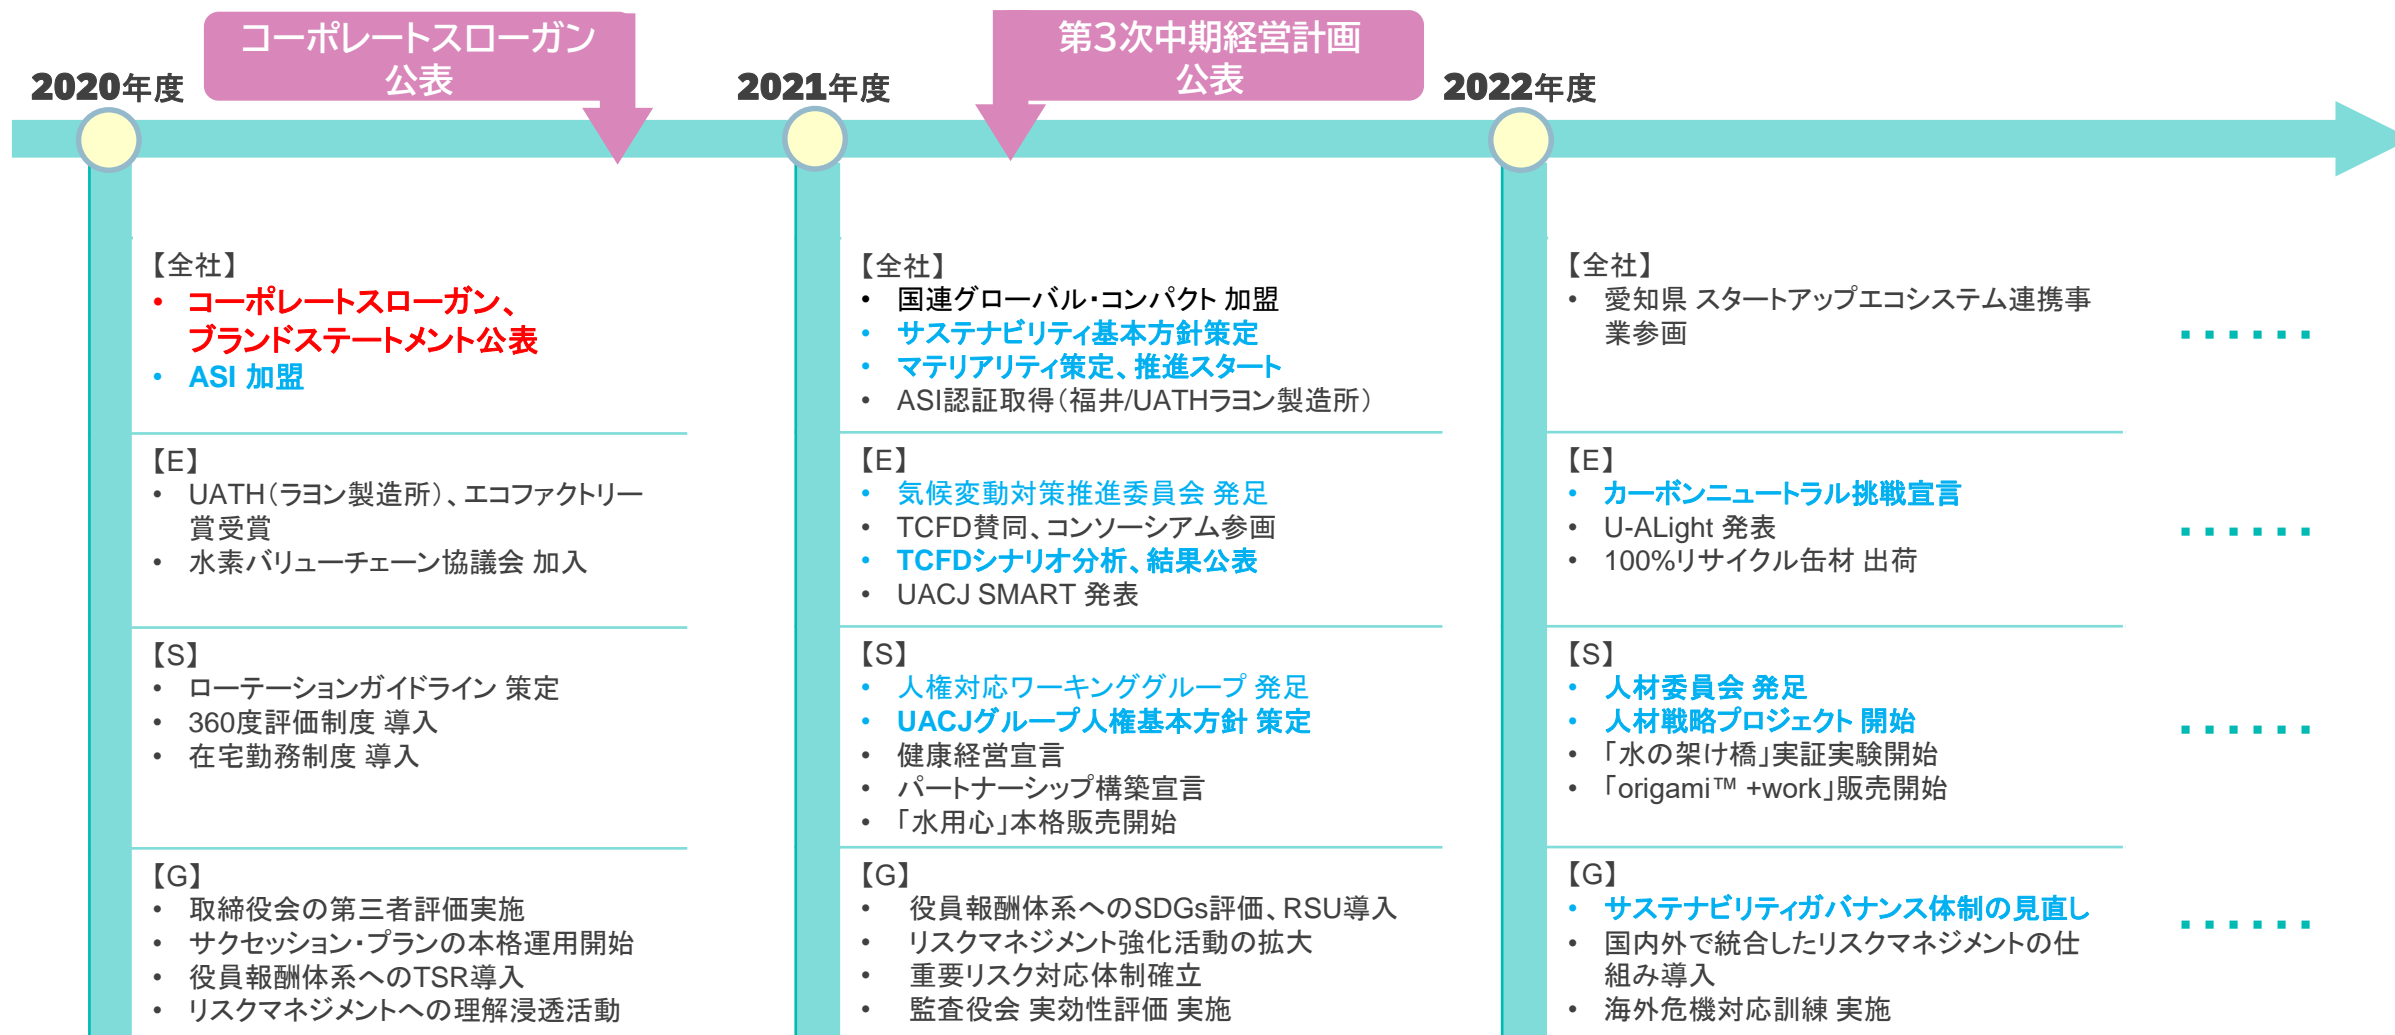 コーポレートスローガン
公表
第3次中期経営計画
公表
2020年度
2021年度
2022年度
【全社】
• コーポレートスローガン、
ブランドステートメント公表
• ASI 加盟
【E】
• UATH(ラヨン製造所)、エコファクトリー
賞受賞
• 水素バリューチェーン協議会 加入
【S】
• ローテーションガイドライン 策定
• 360度評価制度 導入
• 在宅勤務制度 導入
【G】
• 取締役会の第三者評価実施
• サクセッション・プランの本格運用開始
• 役員報酬体系へのTSR導入
• リスクマネジメントへの理解浸透活動
【全社】
• 国連グローバル・コンパクト 加盟
• サステナビリティ基本方針策定
• マテリアリティ策定、推進スタート
• ASI認証取得(福井/UATHラヨン製造所)
【E】
• 気候変動対策推進委員会 発足
• TCFD賛同、コンソーシアム参画
• TCFDシナリオ分析、結果公表
• UACJ SMART 発表
【S】
• 人権対応ワーキンググループ 発足
• UACJグループ人権基本方針 策定
• 健康経営宣言
• パートナーシップ構築宣言
• 「水用心」本格販売開始
【G】
• 役員報酬体系へのSDGs評価、RSU導入
• リスクマネジメント強化活動の拡大
• 重要リスク対応体制確立
• 監査役会 実効性評価 実施
【全社】
• 愛知県 スタートアップエコシステム連携事
業参画
【E】
• カーボンニュートラル挑戦宣言
• U-ALight 発表
• 100%リサイクル缶材 出荷
【S】
• 人材委員会 発足
• 人材戦略プロジェクト 開始
• 「水の架け橋」実証実験開始
• 「origami™ +work」販売開始
【G】
• サステナビリティガバナンス体制の見直し
• 国内外で統合したリスクマネジメントの仕
組み導入
• 海外危機対応訓練 実施
……
……
……
……